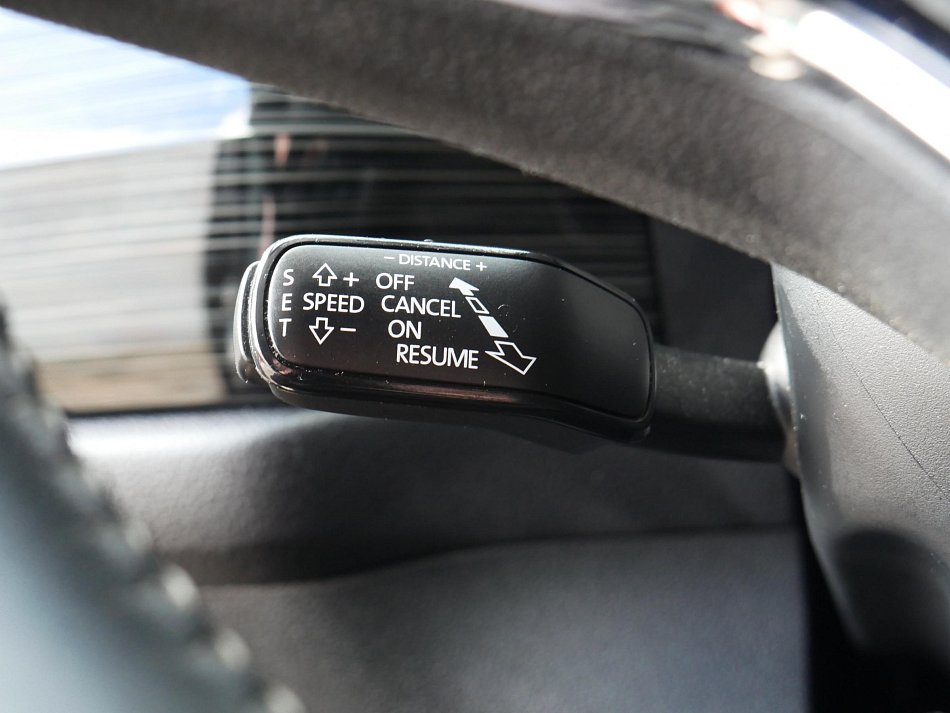 - DISTANCE +
S + OFF
E SPEED CANCEL
T - ON
RESUME